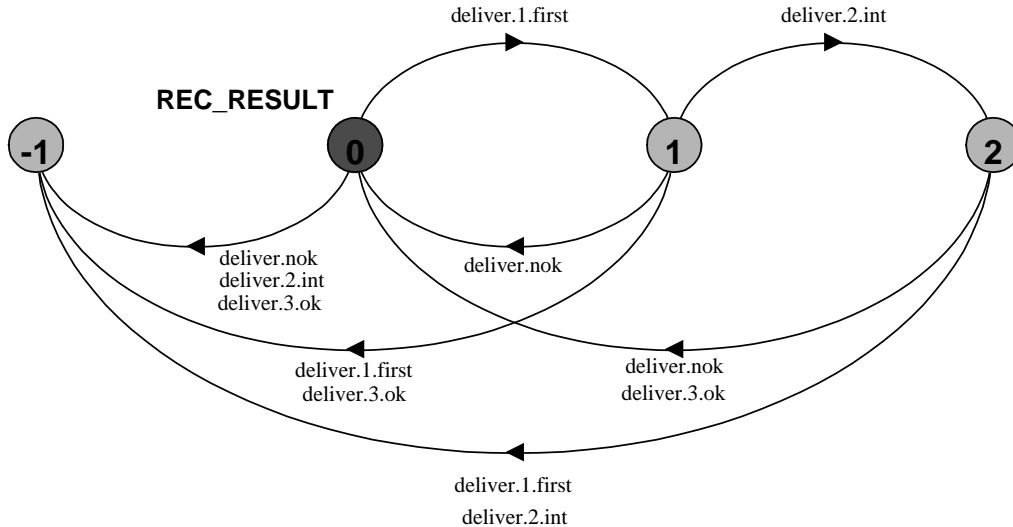 deliver.1.first
deliver.2.int
REC_RESULT
-1
0
1
2
deliver.nok
deliver.2.int
deliver.3.ok
deliver.nok
deliver.1.first
deliver.3.ok
deliver.nok
deliver.3.ok
deliver.1.first
deliver.2.int